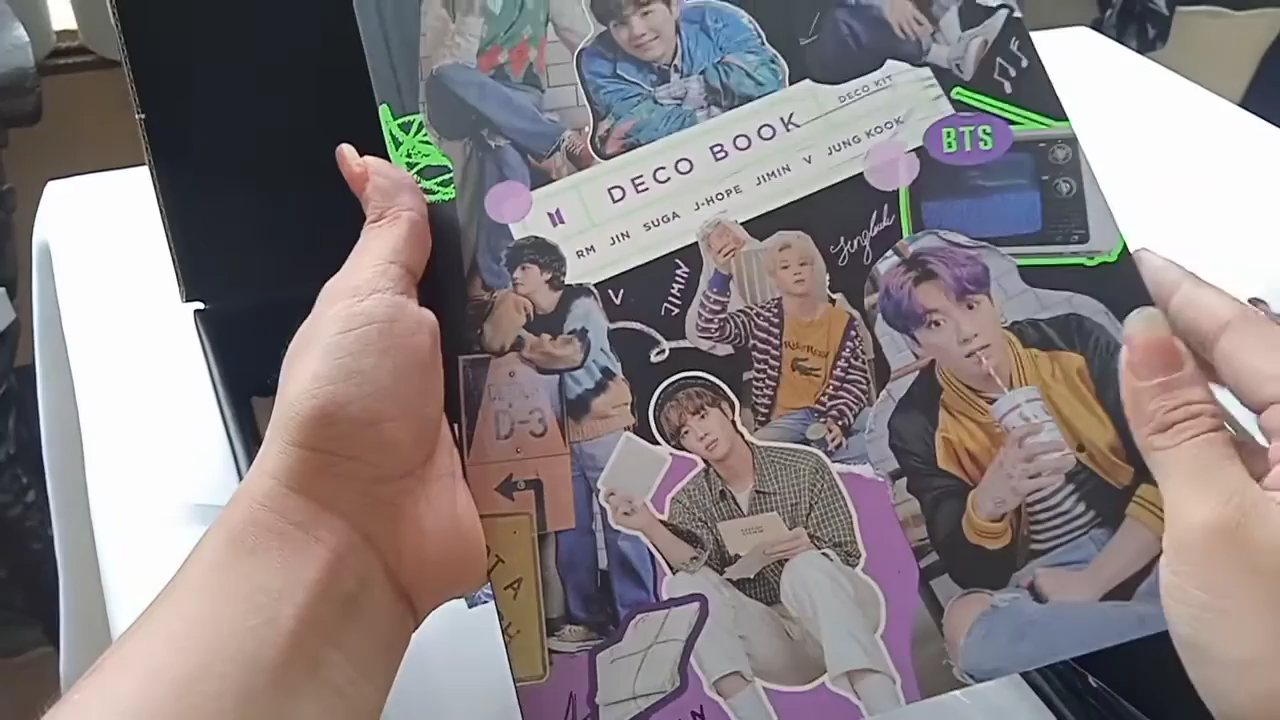 DECO KIT
DECO BOOK
BTS
RM JIN SUGA J-HOPE JIMIN V JUNG KOOK
Jungkook
JIMIN
V
D-3